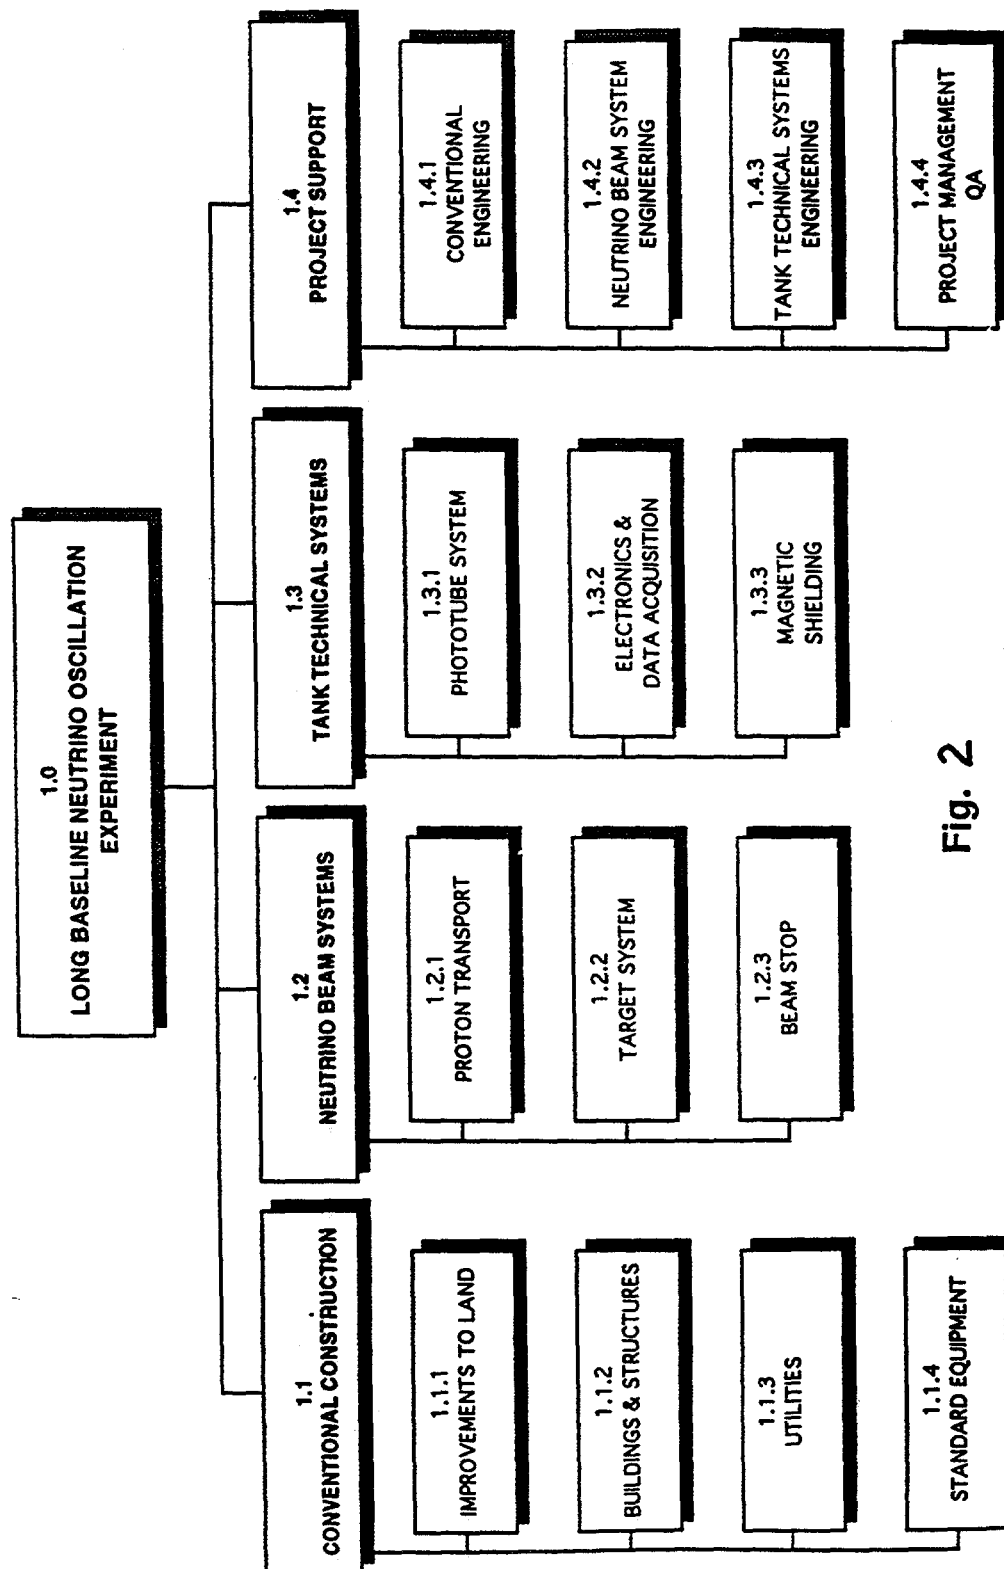 1.0
LONG BASELINE NEUTRINO OSCILLATION
EXPERIMENT
1.1
CONVENTIONAL CONSTRUCTION
1.1.1
IMPROVEMENTS TO LAND
1.1.2
BUILDINGS & STRUCTURES
1.1.3
UTILITIES
1.1.4
STANDARD EQUIPMENT
1.2
NEUTRINO BEAM SYSTEMS
1.2.1
PROTON TRANSPORT
1.2.2
TARGET SYSTEM
1.2.3
BEAM STOP
1.3
TANK TECHNICAL SYSTEMS
1.3.1
PHOTOTUBE SYSTEM
1.3.2
ELECTRONICS &
DATA ACQUISITION
1.3.3
MAGNETIC
SHIELDING
1.4
PROJECT SUPPORT
1.4.1
CONVENTIONAL
ENGINEERING
1.4.2
NEUTRINO BEAM SYSTEM
ENGINEERING
1.4.3
TANK TECHNICAL SYSTEMS
ENGINEERING
1.4.4
PROJECT MANAGEMENT
QA
Fig. 2